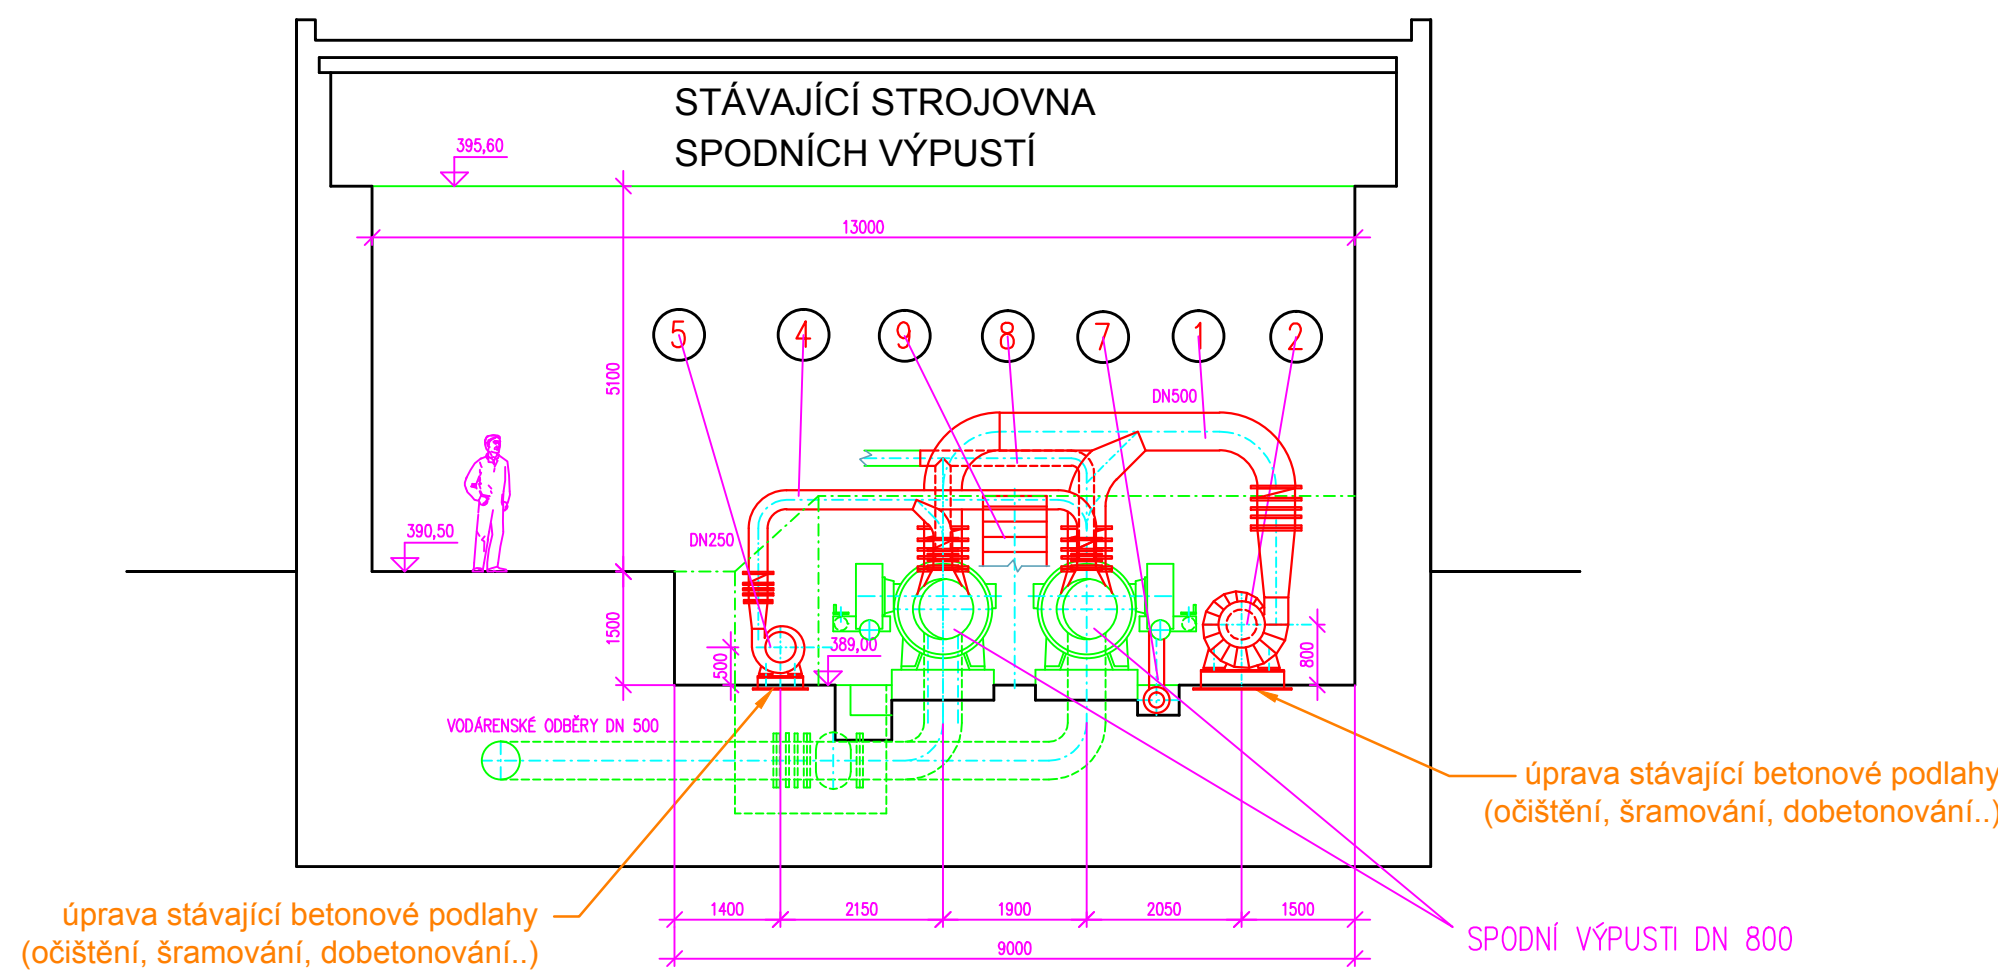 STÁVAJÍCÍ STROJOVNA
SPODNÍCH VÝPUSTÍ
395,60
13000
5 4 9 8 7 1 2
5100
DN500
390,50
DN250
1500
500
389,00
800
VODÁRENSKÉ ODBĚRY DN 500
úprava stávající betonové podlahy
(očištění, šramování, dobetonování..)
úprava stávající betonové podlahy
(očištění, šramování, dobetonování..)
1400 2150 1900 2050 1500
9000
SPODNÍ VÝPUSTI DN 800